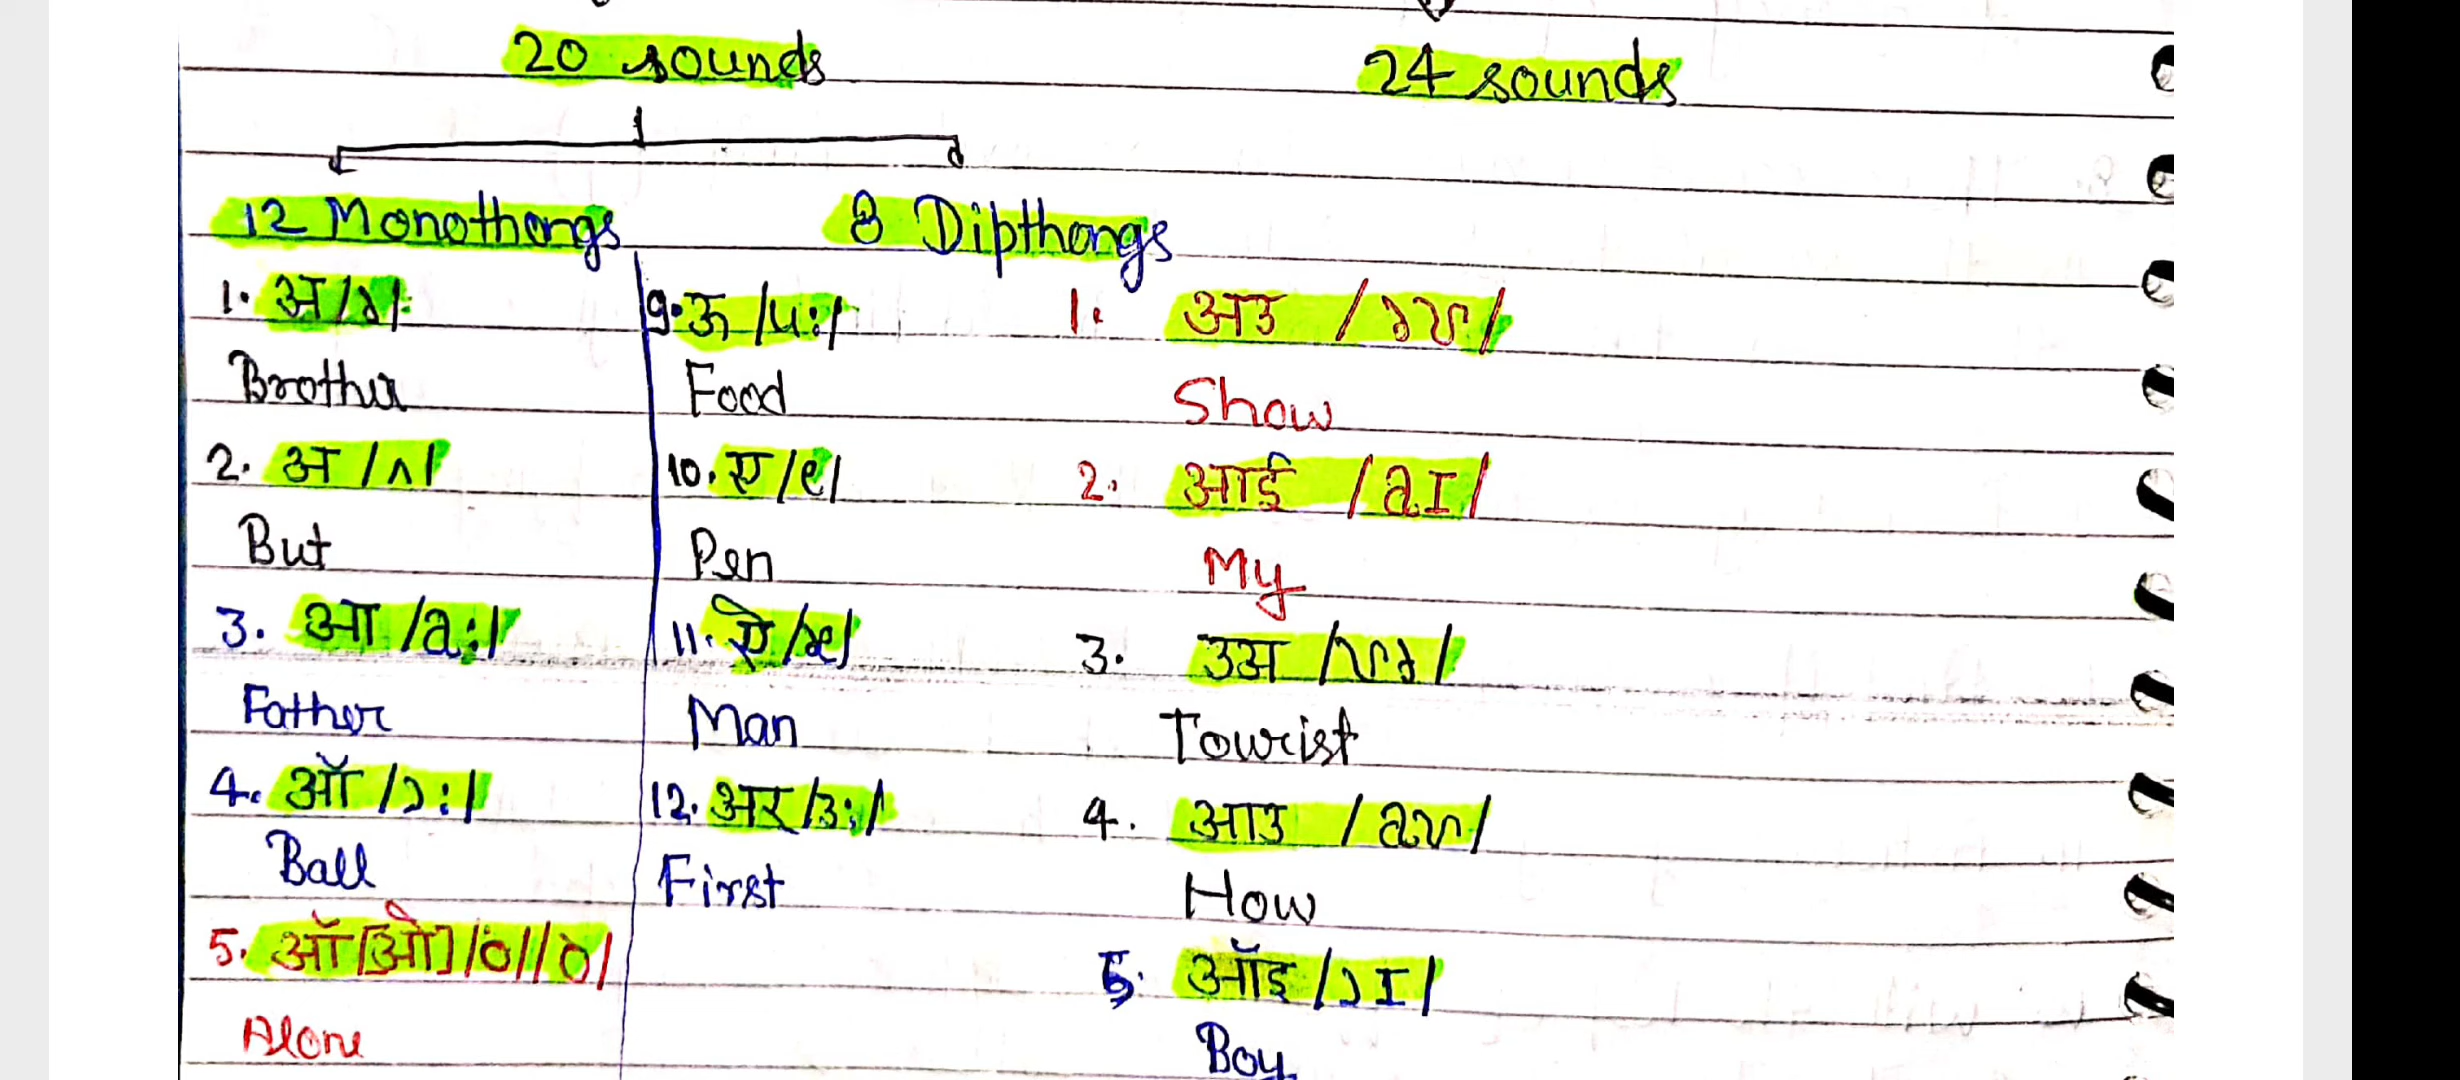 20 sounds
24 sounds
12 Monothongs
8 Dipthongs
1. अ /ə/
Brother
2. अ /ʌ/
But
3. आ /a:/
Father
4. ऑ /ɔ:/
Ball
5. ऑ [ओ] /o//ɒ/
Alone
9. ऊ /u:/
Food
10. ए /e/
Pen
11. ऐ /æ/
Man
12. अर /ɜ:/
First
1. अउ /əʊ/
Show
2. आई /aɪ/
My
3. उअ /ʊə/
Tourist
4. आउ /aʊ/
How
5. ऑइ /ɔɪ/
Boy